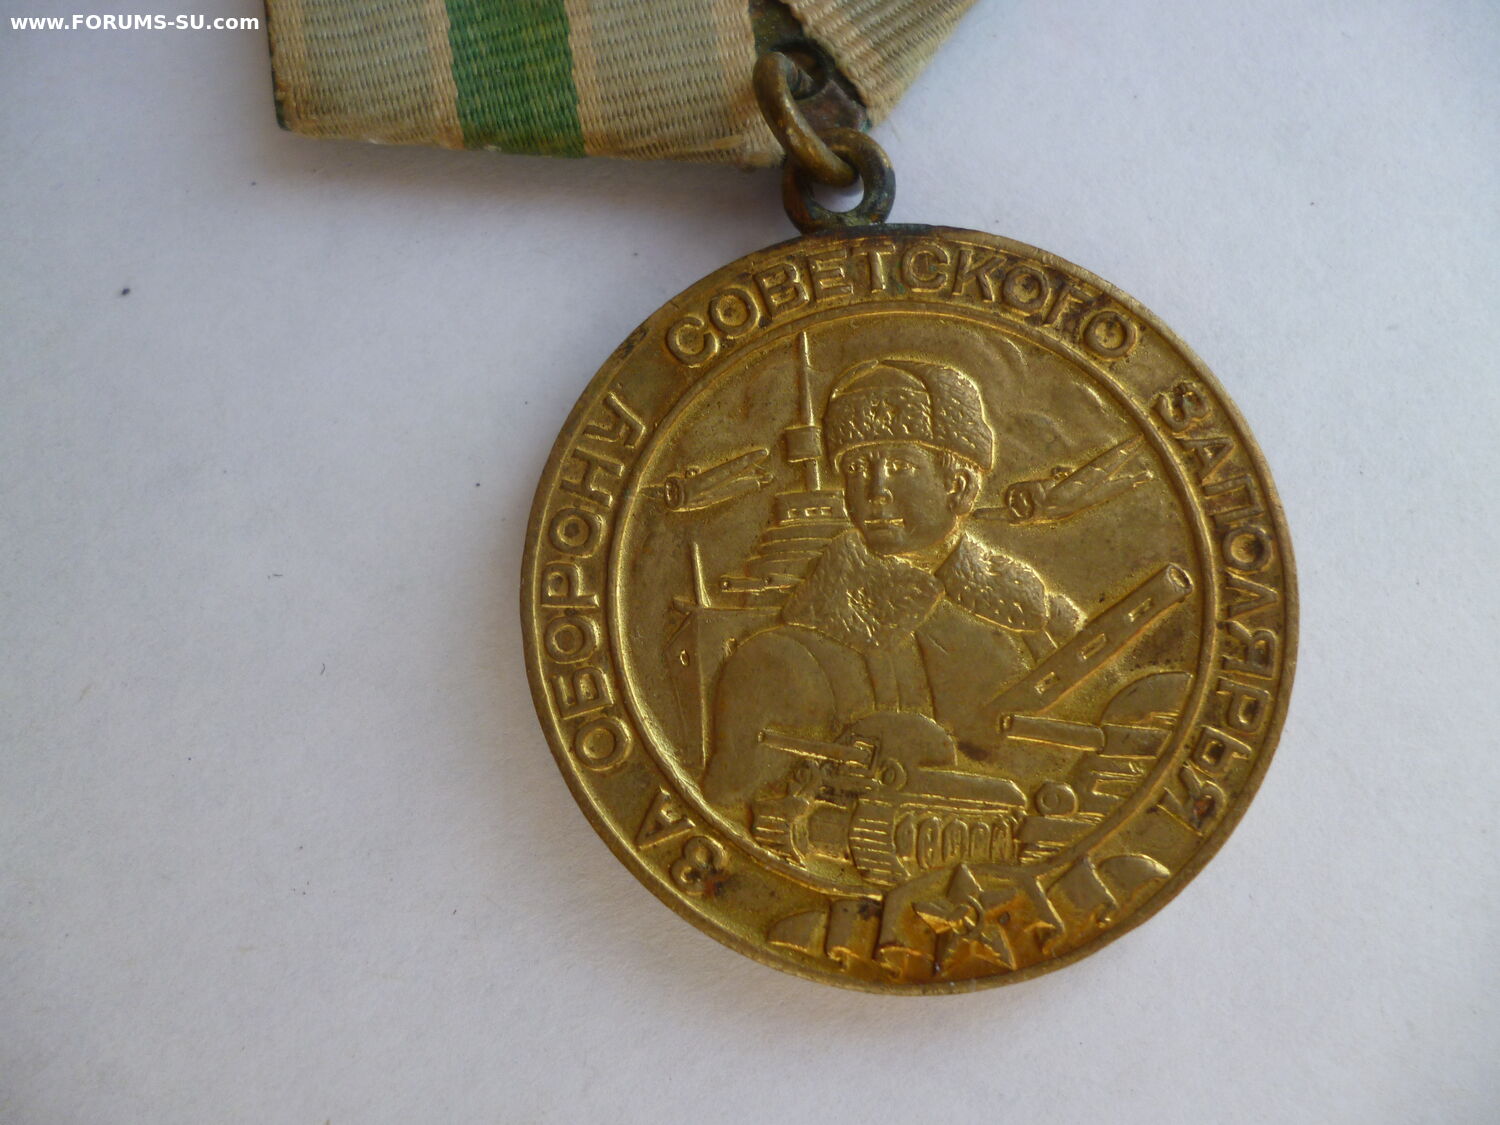 www.FORUMS-SU.com
ЗА ОБОРОНУ СОВЕТСКОГО ЗАПОЛЯРЬЯ